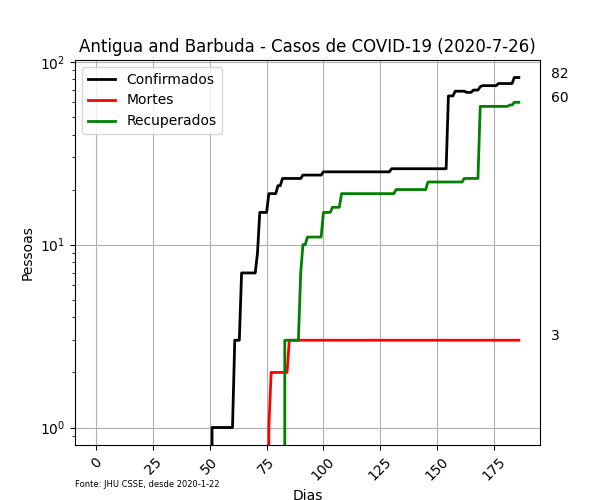 Antigua and Barbuda - Casos de COVID-19 (2020-7-26)
Confirmados
Mortes
Recuperados
82
60
3
Pessoas
10²
10¹
10⁰
0 25 50 75 100 125 150 175
Fonte: JHU CSSE, desde 2020-1-22
Dias